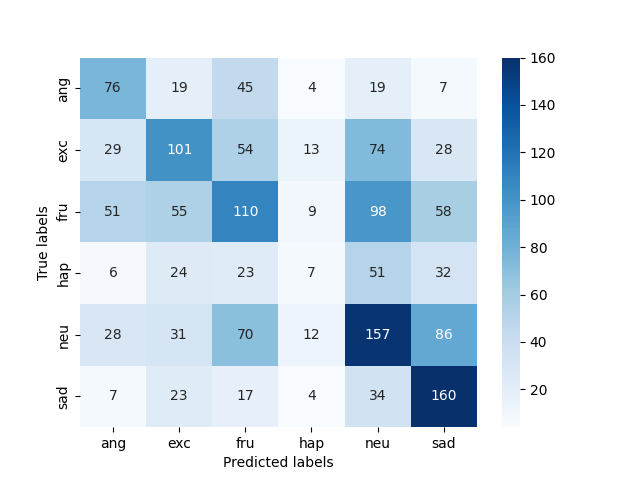 ang 76 19 45 4 19 7
exc 29 101 54 13 74 28
fru 51 55 110 9 98 58
hap 6 24 23 7 51 32
neu 28 31 70 12 157 86
sad 7 23 17 4 34 160
ang exc fru hap neu sad
Predicted labels
True labels
160
140
120
100
80
60
40
20